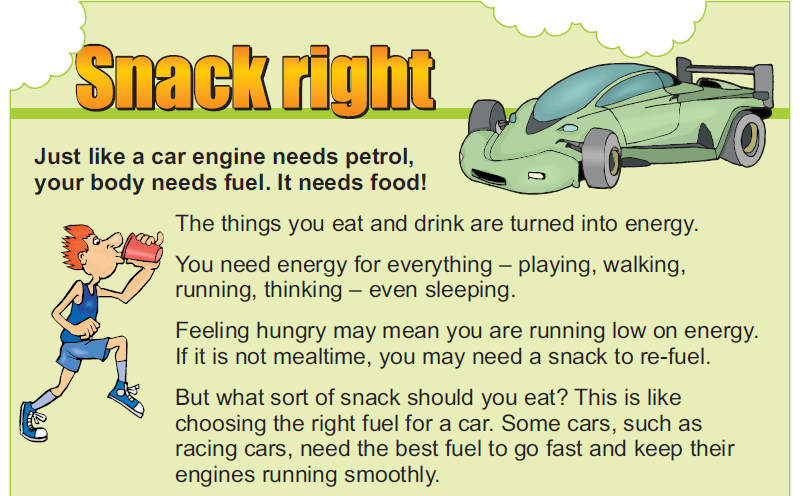 Snack right
Just like a car engine needs petrol,
your body needs fuel. It needs food!
The things you eat and drink are turned into energy.
You need energy for everything – playing, walking,
running, thinking – even sleeping.
Feeling hungry may mean you are running low on energy.
If it is not mealtime, you may need a snack to re-fuel.
But what sort of snack should you eat? This is like
choosing the right fuel for a car. Some cars, such as
racing cars, need the best fuel to go fast and keep their
engines running smoothly.